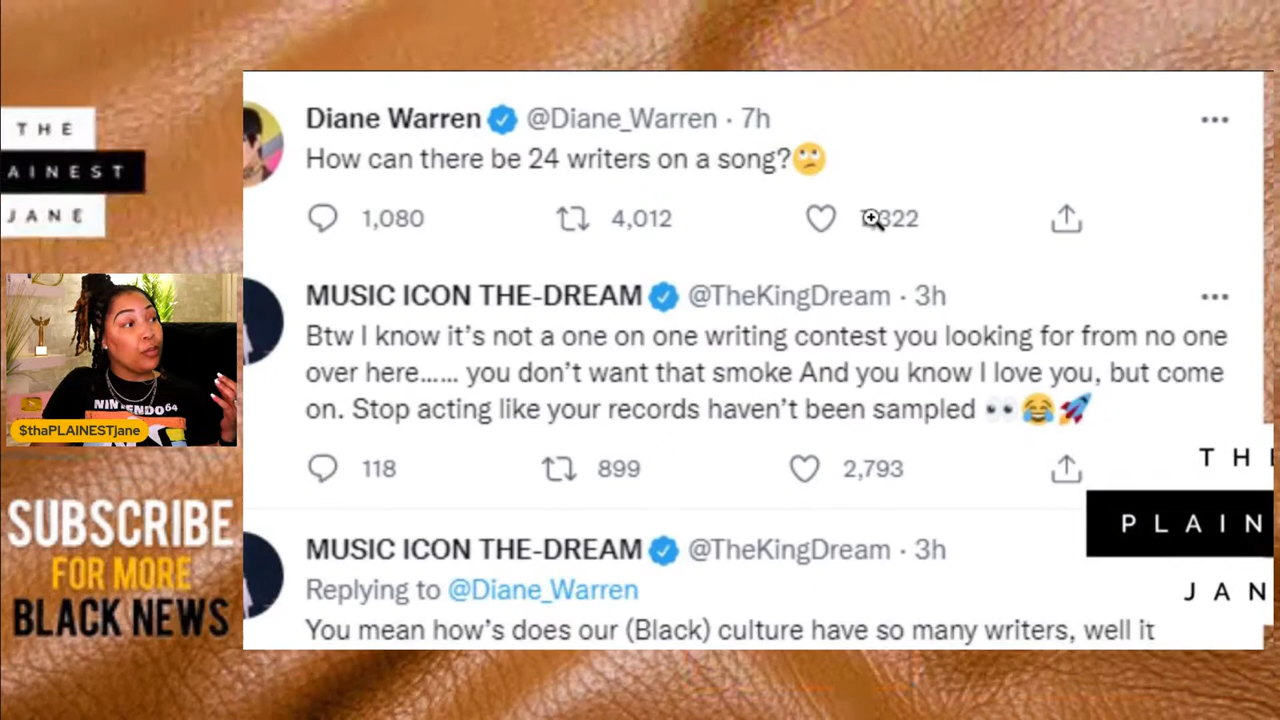 THE
AINEST
JANE
NINTENDO 64
$thaPLAINESTjane
SUBSCRIBE
FOR MORE
BLACK NEWS
Diane Warren @Diane_Warren · 7h
How can there be 24 writers on a song?🙄
1,080 4,012 322
MUSIC ICON THE-DREAM @TheKingDream · 3h
Btw I know it’s not a one on one writing contest you looking for from no one
over here...... you don’t want that smoke And you know I love you, but come
on. Stop acting like your records haven’t been sampled 👀😂🚀
118 899 2,793
MUSIC ICON THE-DREAM @TheKingDream · 3h
Replying to @Diane_Warren
You mean how’s does our (Black) culture have so many writers, well it
TH
PLAIN
JAN